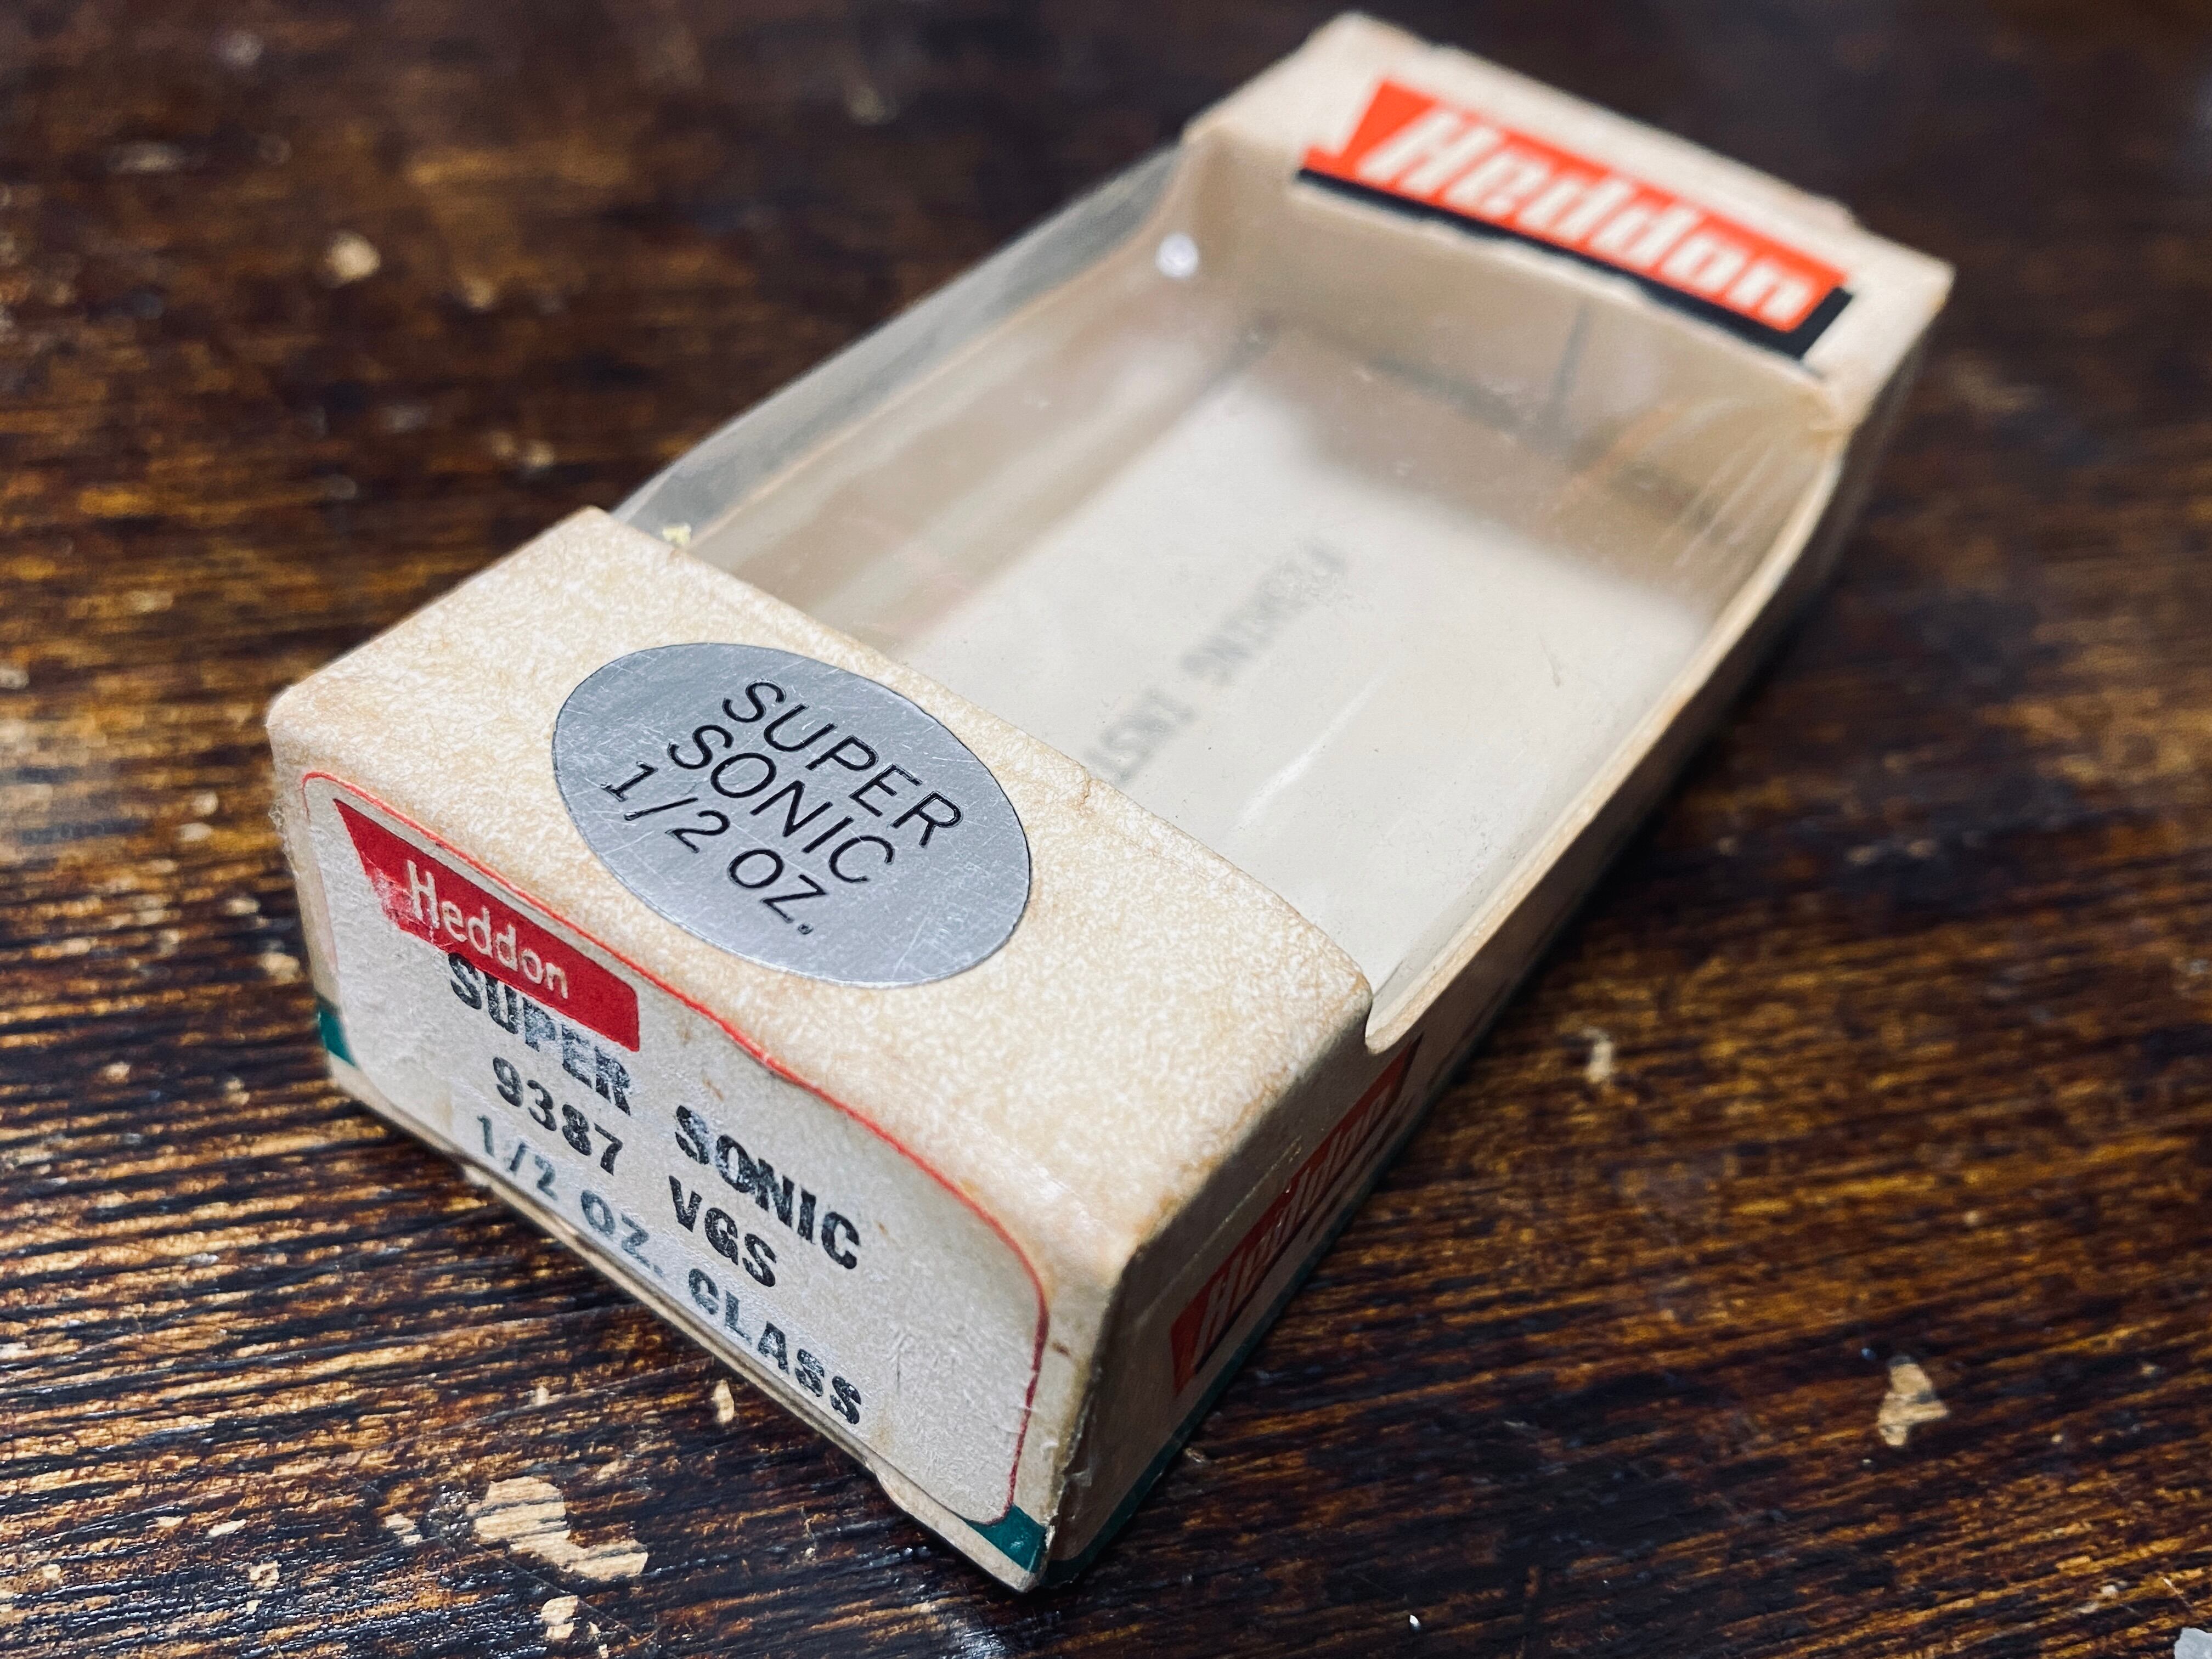 Heddon
SUPER
SONIC
1/2 OZ.
Heddon
SUPER SONIC
9387 VGS
1/2 OZ. CLASS
Heddon